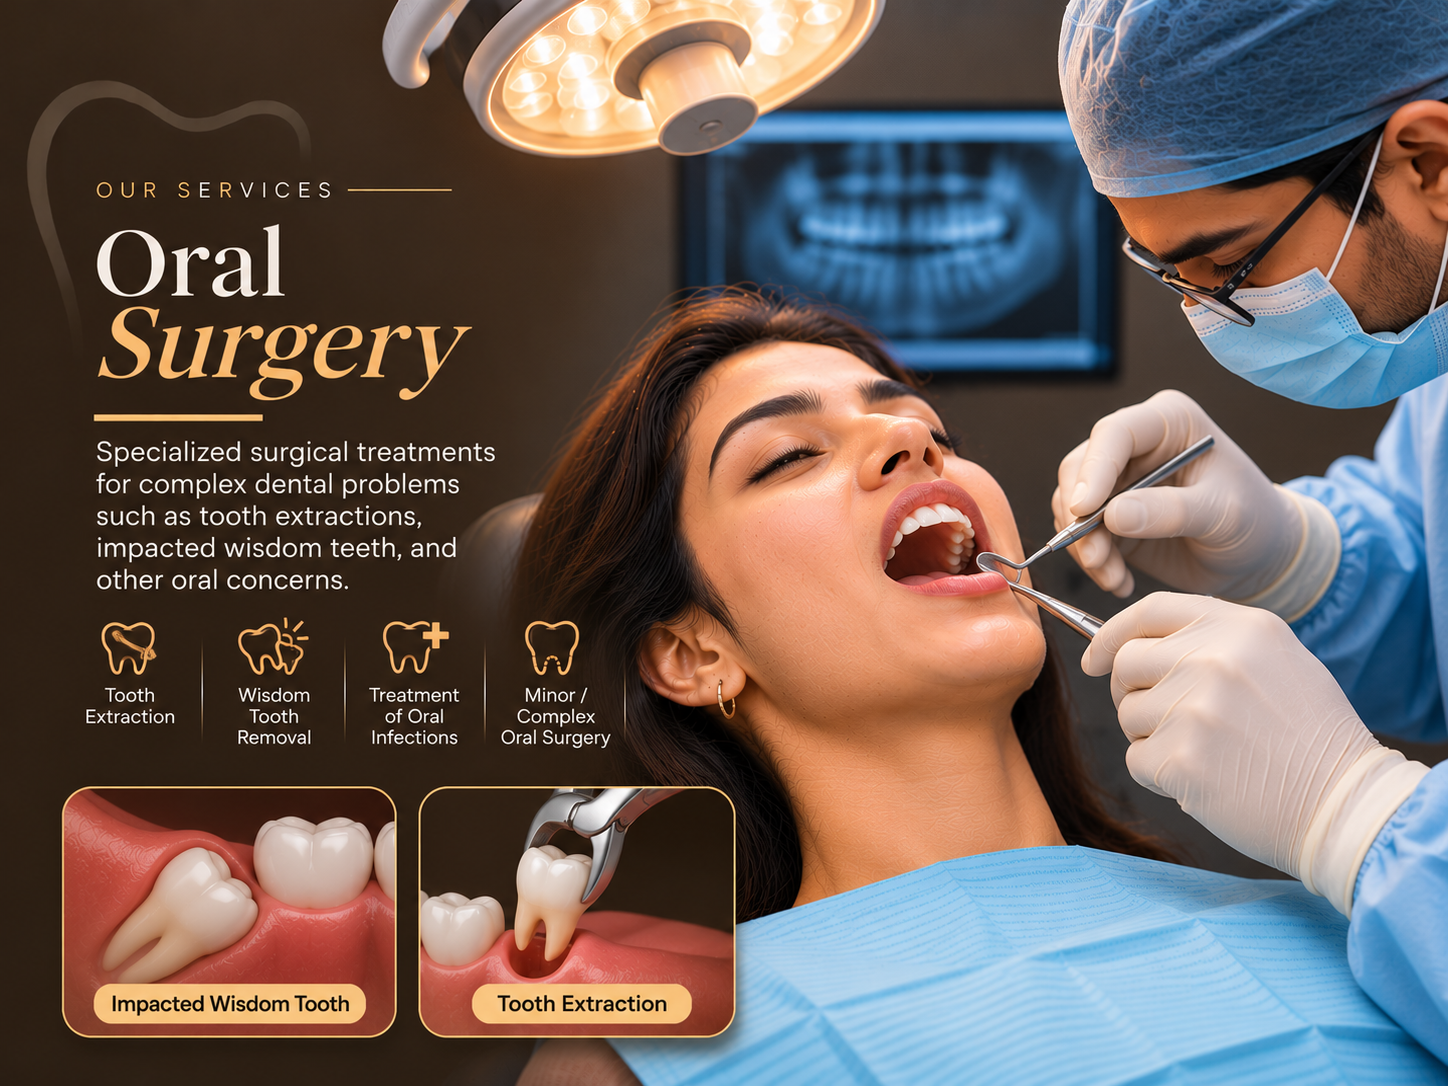 OUR SERVICES
Oral
Surgery
Specialized surgical treatments
for complex dental problems
such as tooth extractions,
impacted wisdom teeth, and
other oral concerns.
Tooth
Extraction
Wisdom
Tooth
Removal
Treatment
of Oral
Infections
Minor /
Complex
Oral Surgery
Impacted Wisdom Tooth
Tooth Extraction